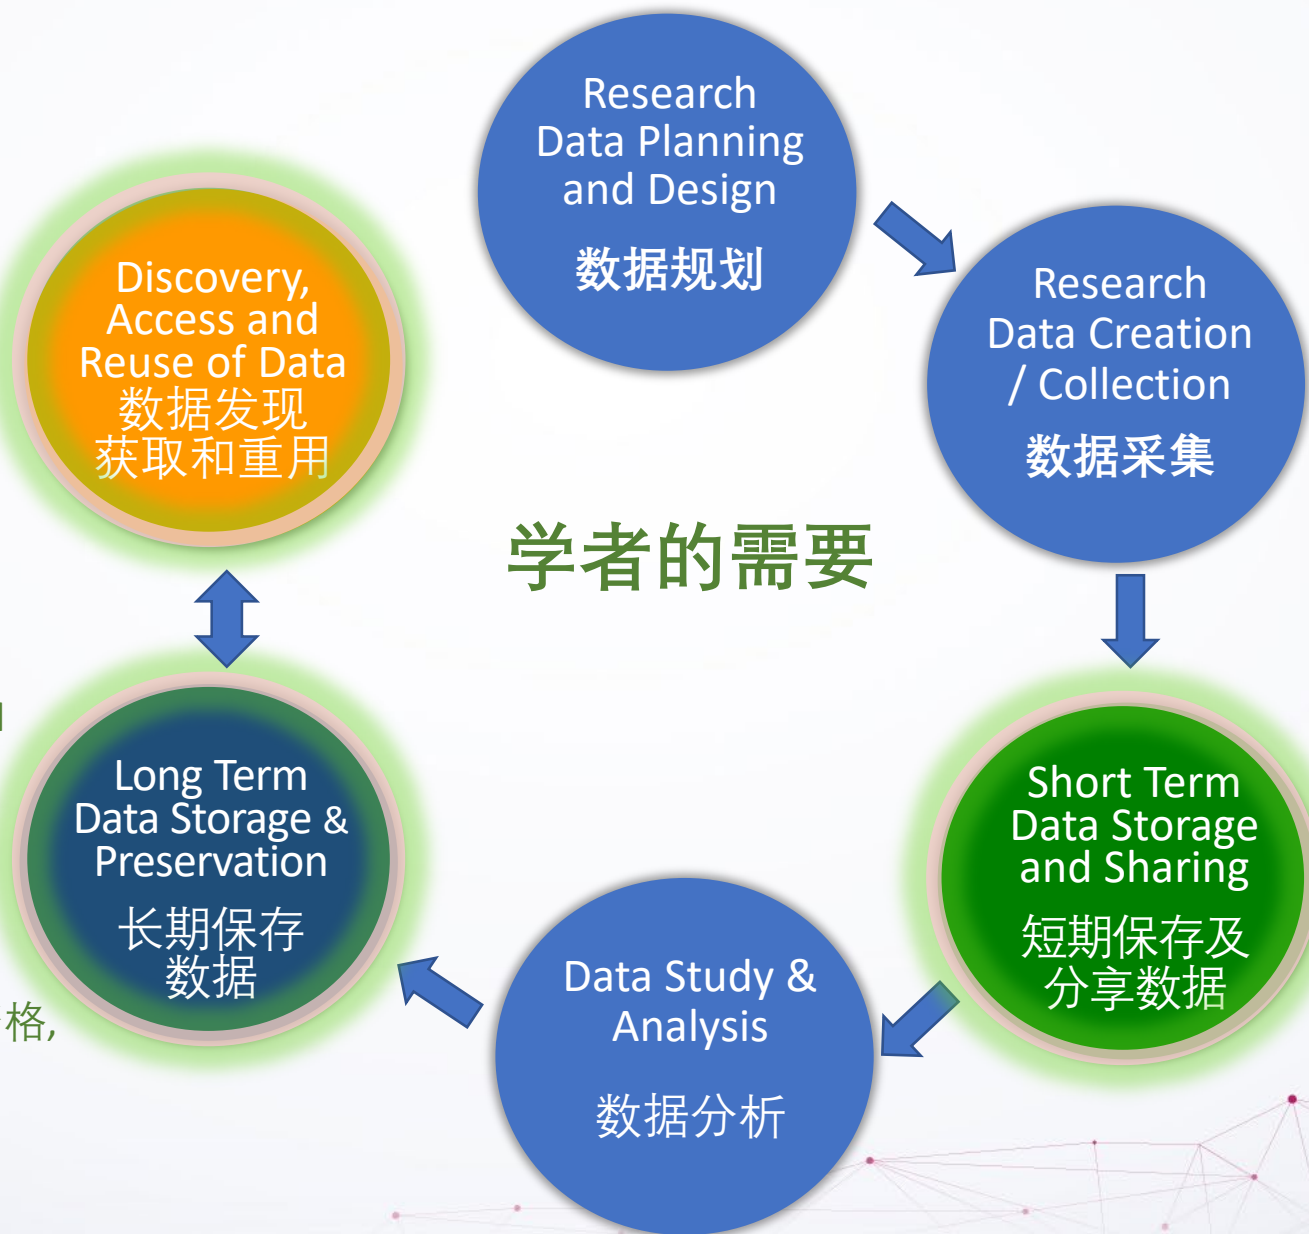 Research
Data Planning
and Design
数据规划
Research
Data Creation
/ Collection
数据采集
Short Term
Data Storage
and Sharing
短期保存及
分享数据
Data Study &
Analysis
数据分析
Long Term
Data Storage &
Preservation
长期保存
数据
Discovery,
Access and
Reuse of Data
数据发现
获取和重用
学者的需要
格,